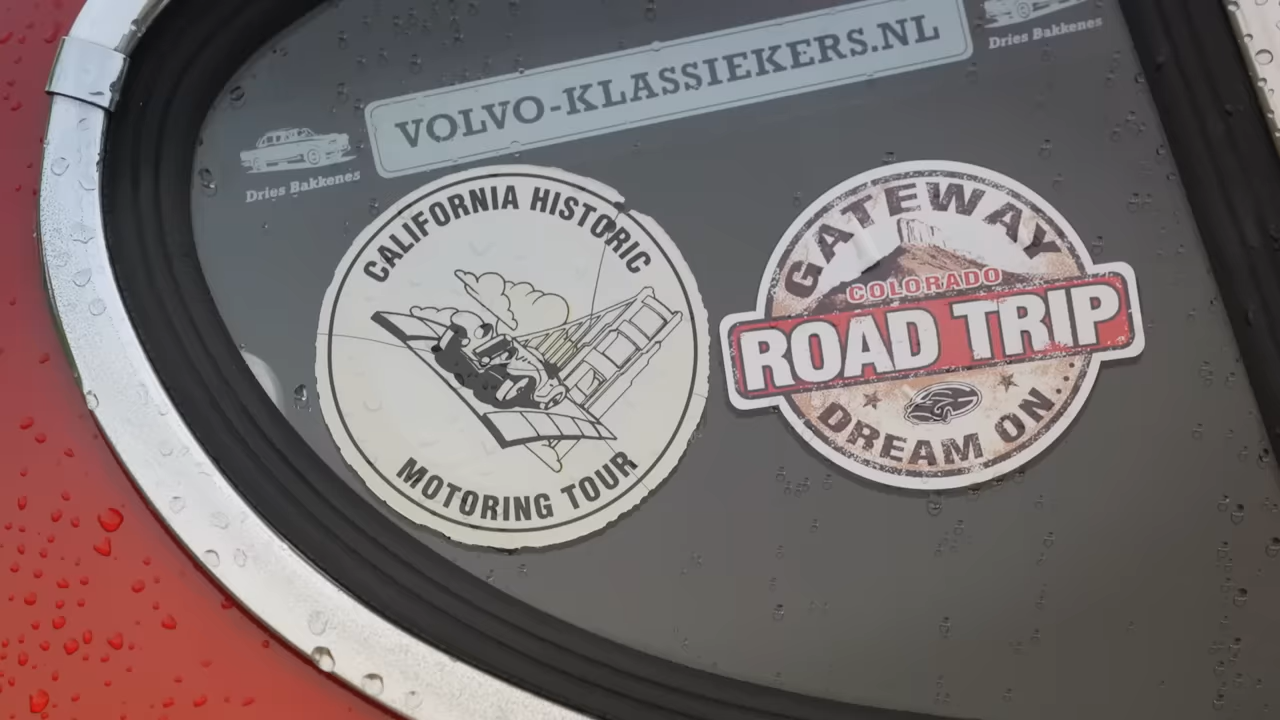 VOLVO-KLASSIEKERS.NL
Dries Bakkenes
Dries Bakkenes
CALIFORNIA HISTORIC
MOTORING TOUR
GATEWAY
COLORADO
ROAD TRIP
DREAM ON...